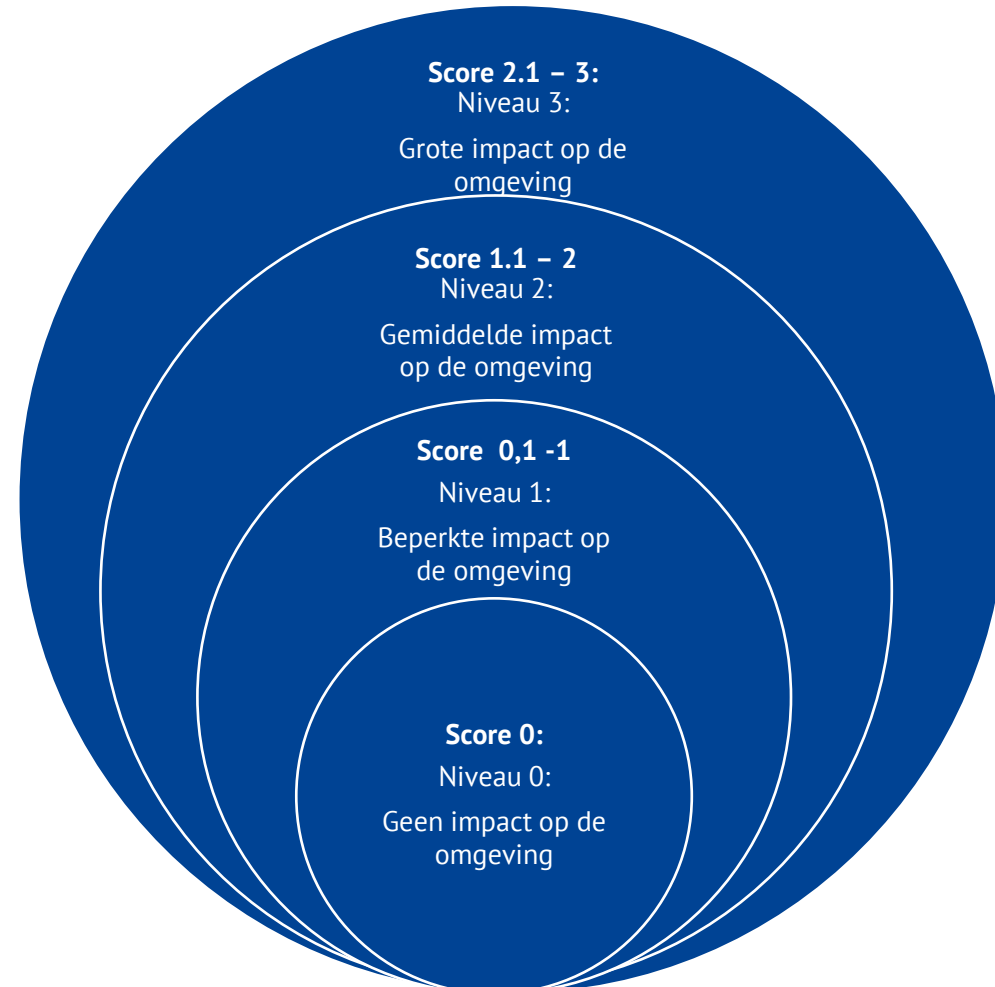 Score 2.1 – 3:
Niveau 3:
Grote impact op de
omgeving
Score 1.1 – 2
Niveau 2:
Gemiddelde impact
op de omgeving
Score  0,1 -1
Niveau 1:
Beperkte impact op
de omgeving
Score 0:
Niveau 0:
Geen impact op de
omgeving